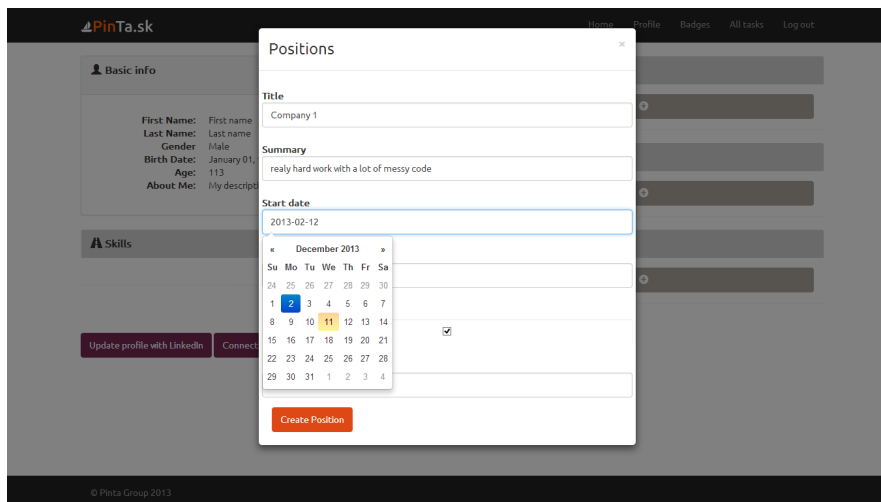 PinTa.sk
Home Profile Badges All tasks Log out
Basic info
First Name: First name
Last Name: Last name
Gender Male
Birth Date: January 01,
Age: 113
About Me: My descripti
Skills
Update profile with LinkedIn Connect
Positions ×
Title
Company 1
Summary
realy hard work with a lot of messy code
Start date
2013-02-12
« December 2013 »
Su Mo Tu We Th Fr Sa
24 25 26 27 28 29 30
1 2 3 4 5 6 7
8 9 10 11 12 13 14
15 16 17 18 19 20 21
22 23 24 25 26 27 28
29 30 31 1 2 3 4
Create Position
© Pinta Group 2013